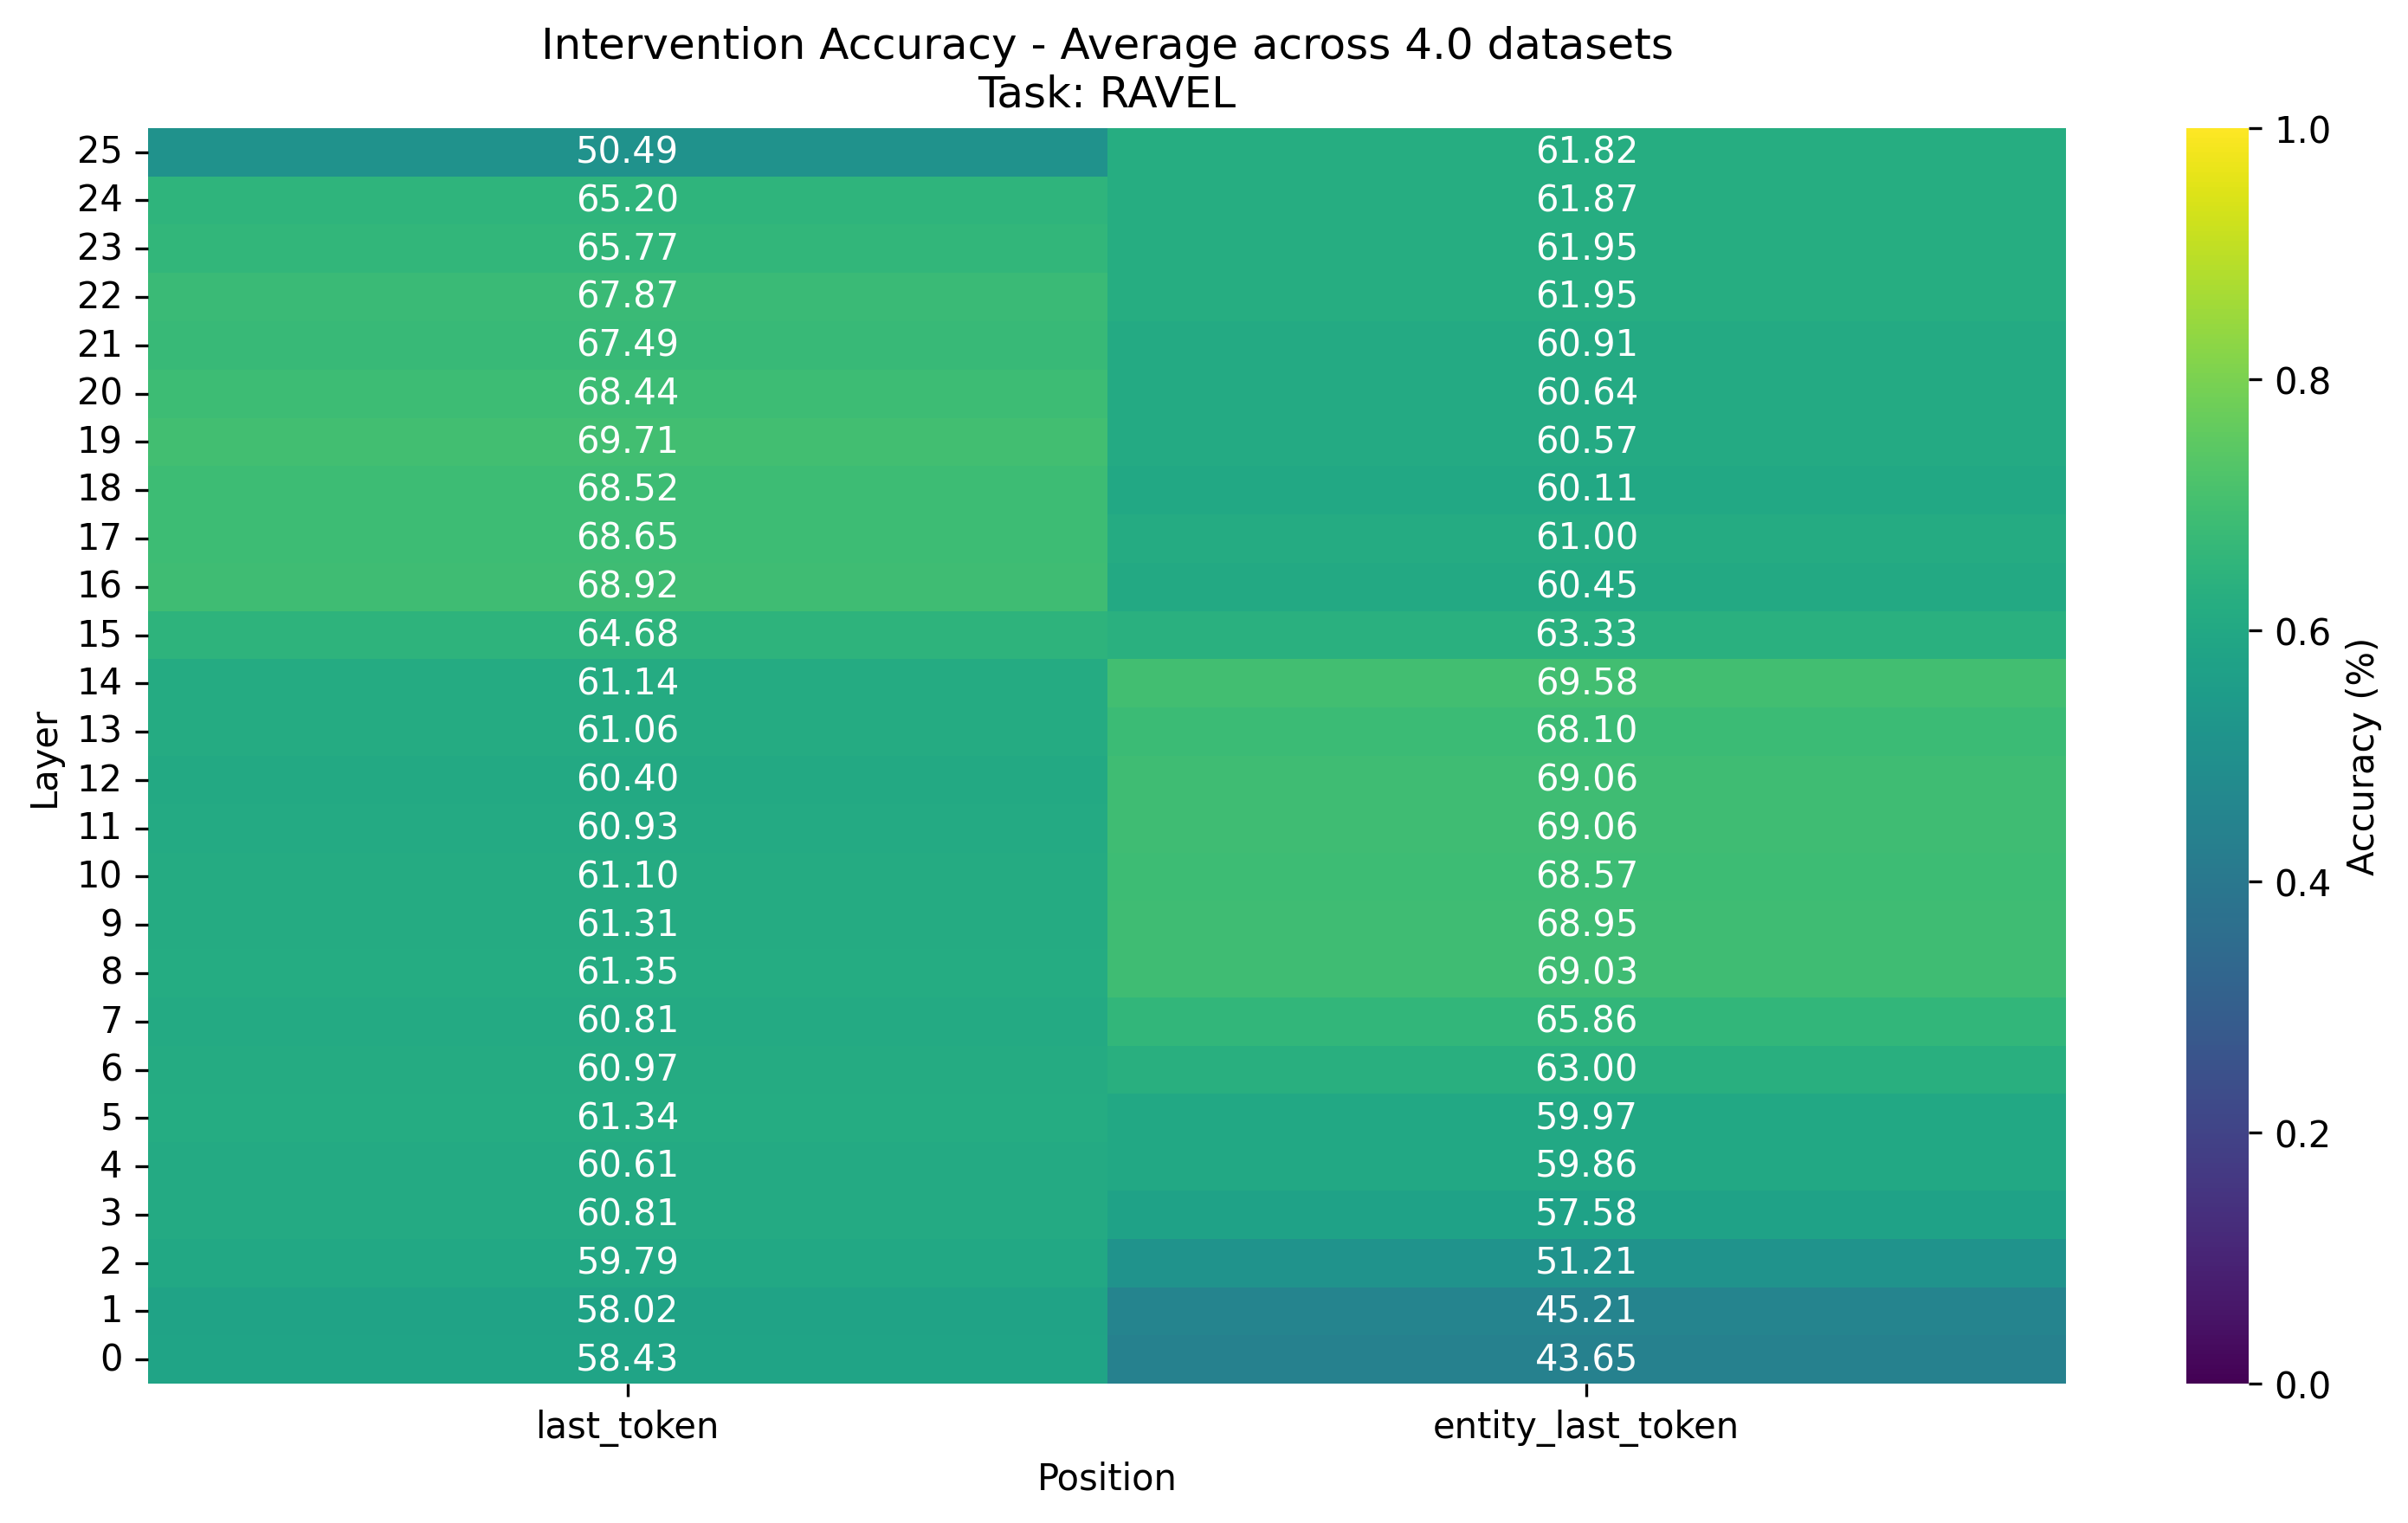 Intervention Accuracy - Average across 4.0 datasets
Task: RAVEL
25 50.49 61.82
24 65.20 61.87
23 65.77 61.95
22 67.87 61.95
21 67.49 60.91
20 68.44 60.64
19 69.71 60.57
18 68.52 60.11
17 68.65 61.00
16 68.92 60.45
15 64.68 63.33
14 61.14 69.58
13 61.06 68.10
12 60.40 69.06
11 60.93 69.06
10 61.10 68.57
9 61.31 68.95
8 61.35 69.03
7 60.81 65.86
6 60.97 63.00
5 61.34 59.97
4 60.61 59.86
3 60.81 57.58
2 59.79 51.21
1 58.02 45.21
0 58.43 43.65
Layer
last_token entity_last_token
Position
1.0
0.8
0.6
0.4
0.2
0.0
Accuracy (%)